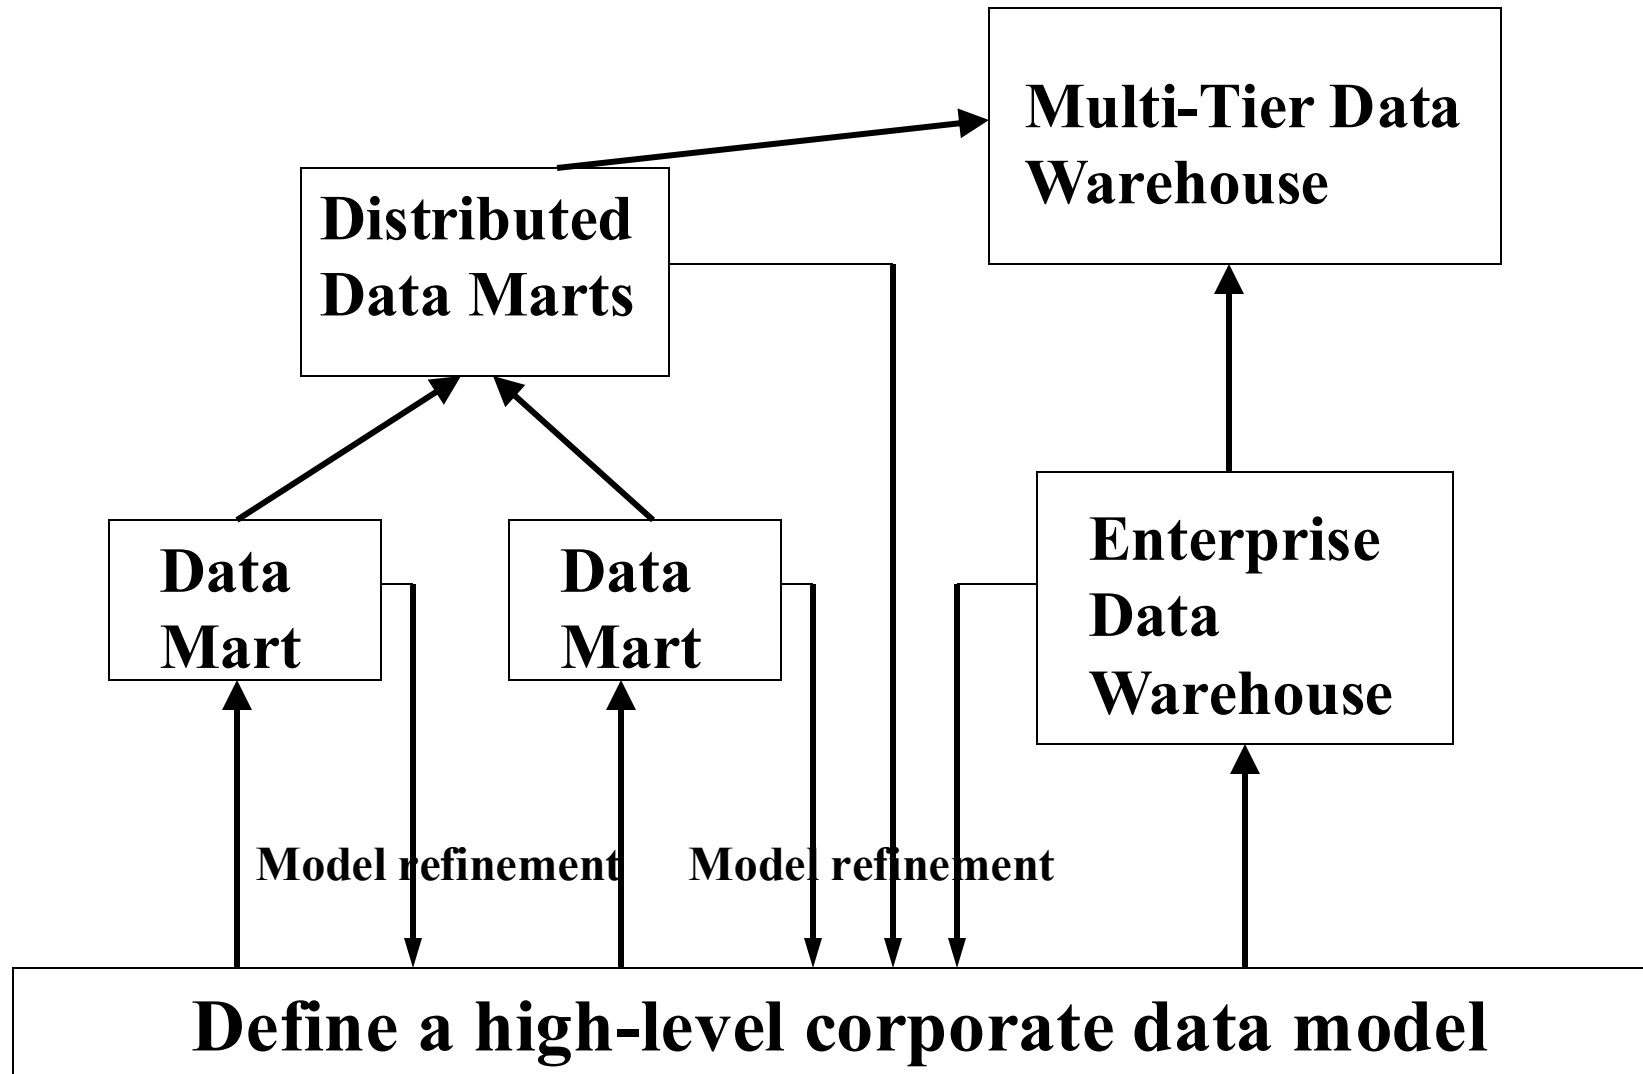 Multi-Tier Data
Warehouse
Distributed
Data Marts
Data
Mart
Data
Mart
Enterprise
Data
Warehouse
Model refinement
Model refinement
Define a high-level corporate data model